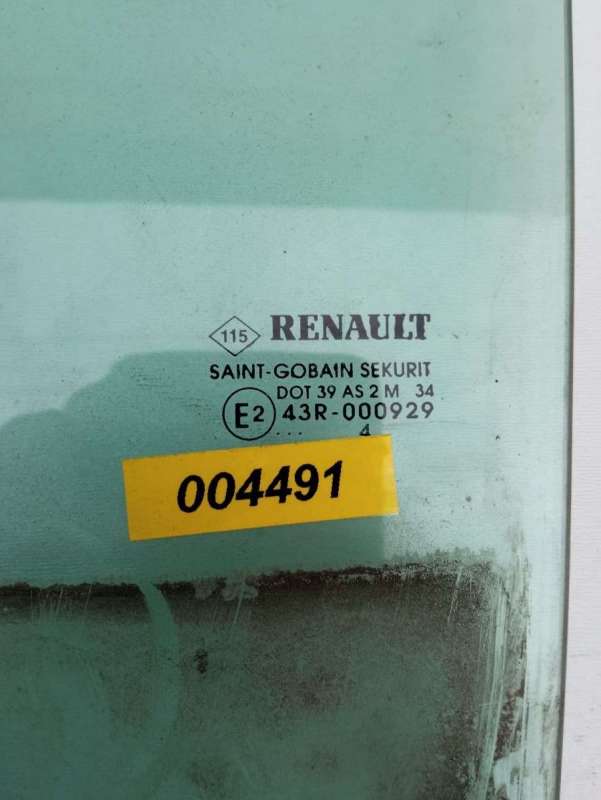 115 RENAULT
SAINT-GOBAIN SEKURIT
DOT 39 AS 2 M 34
E2 43R-000929
... 4
004491